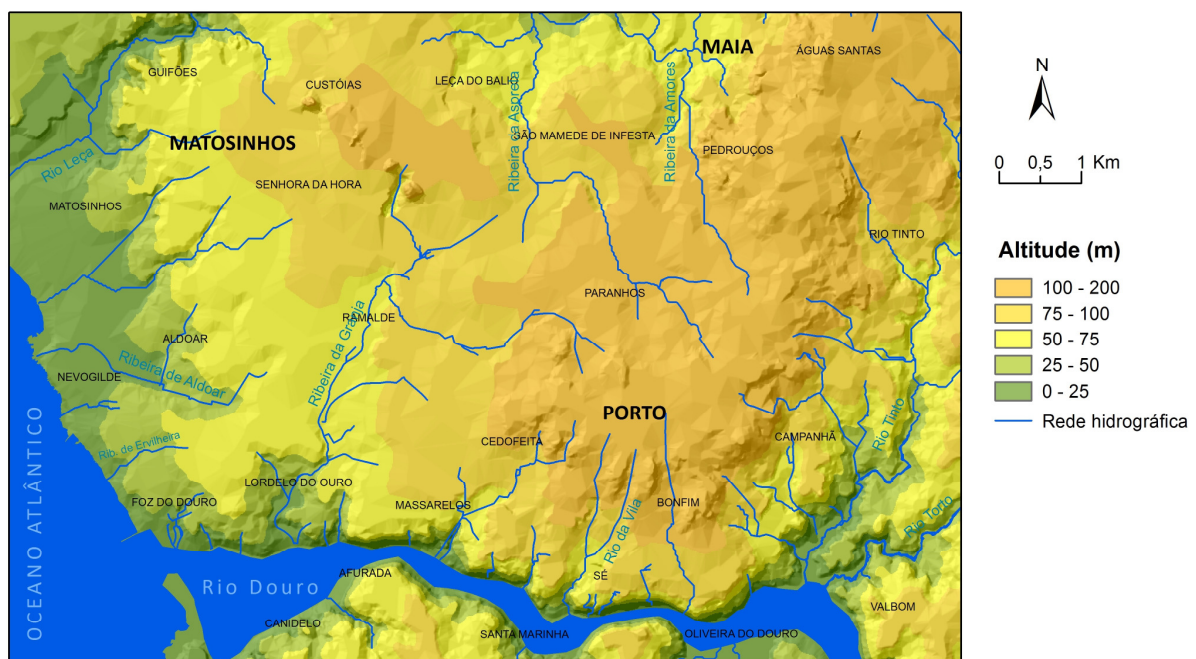 MAIA
ÁGUAS SANTAS
GUIFÕES
CUSTÓIAS
LEÇA DO BALIO
Ribeira da Asprela
Ribeira da Amores
MATOSINHOS
SÃO MAMEDE DE INFESTA
PEDROUÇOS
Rio Leça
SENHORA DA HORA
MATOSINHOS
RIO TINTO
PARANHOS
RAMALDE
Ribeira da Granja
ALDOAR
NEVOGILDE
Ribeira de Aldoar
PORTO
CEDOFEITA
CAMPANHÃ
Rio Tinto
Rib. de Ervilheira
LORDELO DO OURO
FOZ DO DOURO
MASSARELOS
Rio da Vila
BONFIM
Rio Torto
OCEANO ATLÂNTICO
Rio Douro
AFURADA
SÉ
VALBOM
CANIDELO
SANTA MARINHA
OLIVEIRA DO DOURO
N
0 0,5 1 Km
Altitude (m)
100 - 200
75 - 100
50 - 75
25 - 50
0 - 25
Rede hidrográfica